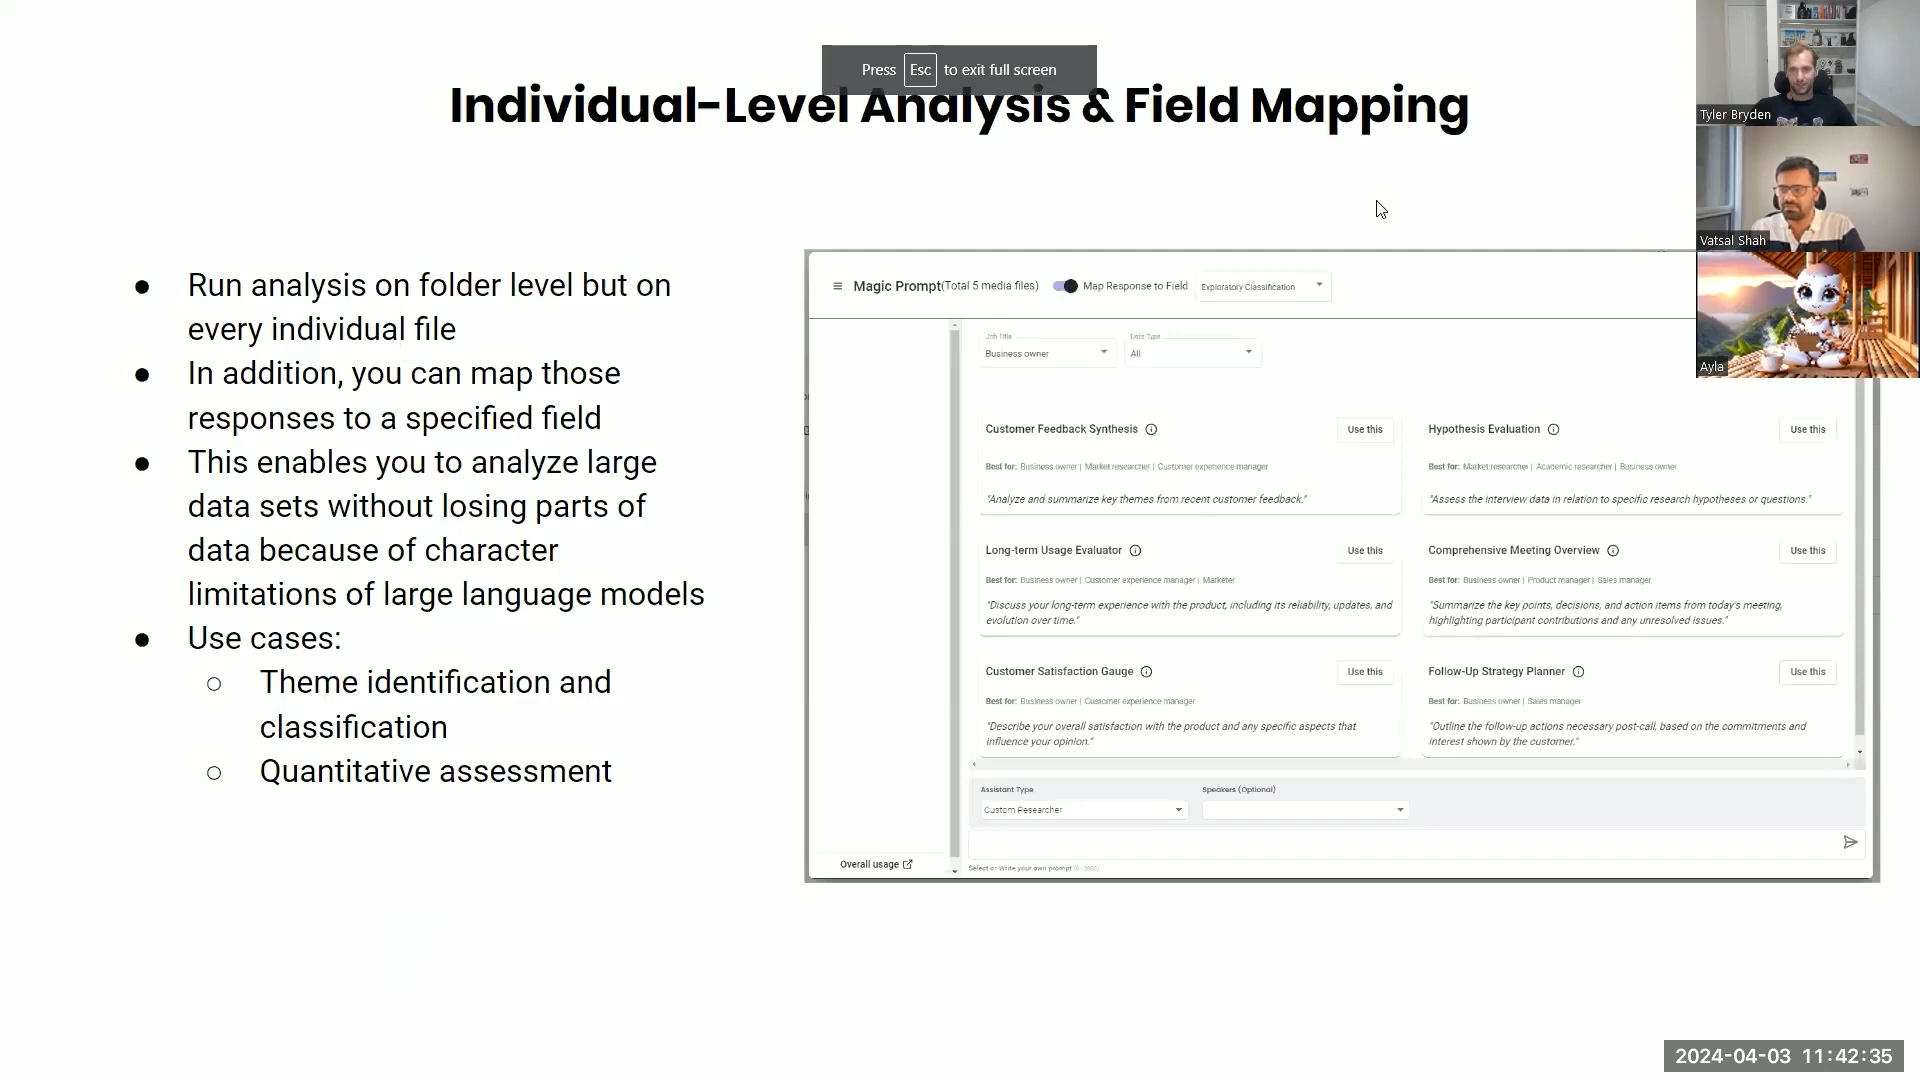 Press Esc to exit full screen
Individual-Level Analysis & Field Mapping
Tyler Bryden
Vatsal Shah
Ayla
● Run analysis on folder level but on
every individual file
● In addition, you can map those
responses to a specified field
● This enables you to analyze large
data sets without losing parts of
data because of character
limitations of large language models
● Use cases:
○ Theme identification and
classification
○ Quantitative assessment
Magic Prompt(Total 5 media files) Map Response to Field Exploratory Classification
Job Title
Business owner
Data Type
All
Customer Feedback Synthesis Use this
Best for: Business owner | Market researcher | Customer experience manager
"Analyze and summarize key themes from recent customer feedback."
Hypothesis Evaluation Use this
Best for: Market researcher | Academic researcher | Business owner
"Assess the interview data in relation to specific research hypotheses or questions."
Long-term Usage Evaluator Use this
Best for: Business owner | Customer experience manager | Marketer
"Discuss your long-term experience with the product, including its reliability, updates, and
evolution over time."
Comprehensive Meeting Overview Use this
Best for: Business owner | Product manager | Sales manager
"Summarize the key points, decisions, and action items from today's meeting,
highlighting participant contributions and any unresolved issues."
Customer Satisfaction Gauge Use this
Best for: Business owner | Customer experience manager
"Describe your overall satisfaction with the product and any specific aspects that
influence your opinion."
Follow-Up Strategy Planner Use this
Best for: Business owner | Sales manager
"Outline the follow-up actions necessary post-call, based on the commitments and
interest shown by the customer."
Assistant Type
Custom Researcher
Speakers (Optional)
Overall usage
Select or Write your own prompt (0 - 2000)
2024-04-03 11:42:35